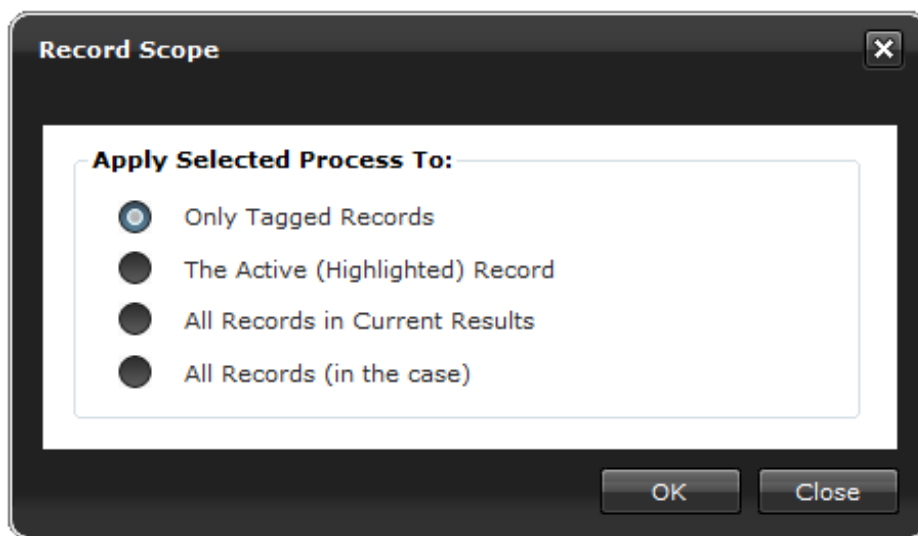 Record Scope
Apply Selected Process To:
Only Tagged Records
The Active (Highlighted) Record
All Records in Current Results
All Records (in the case)
OK
Close